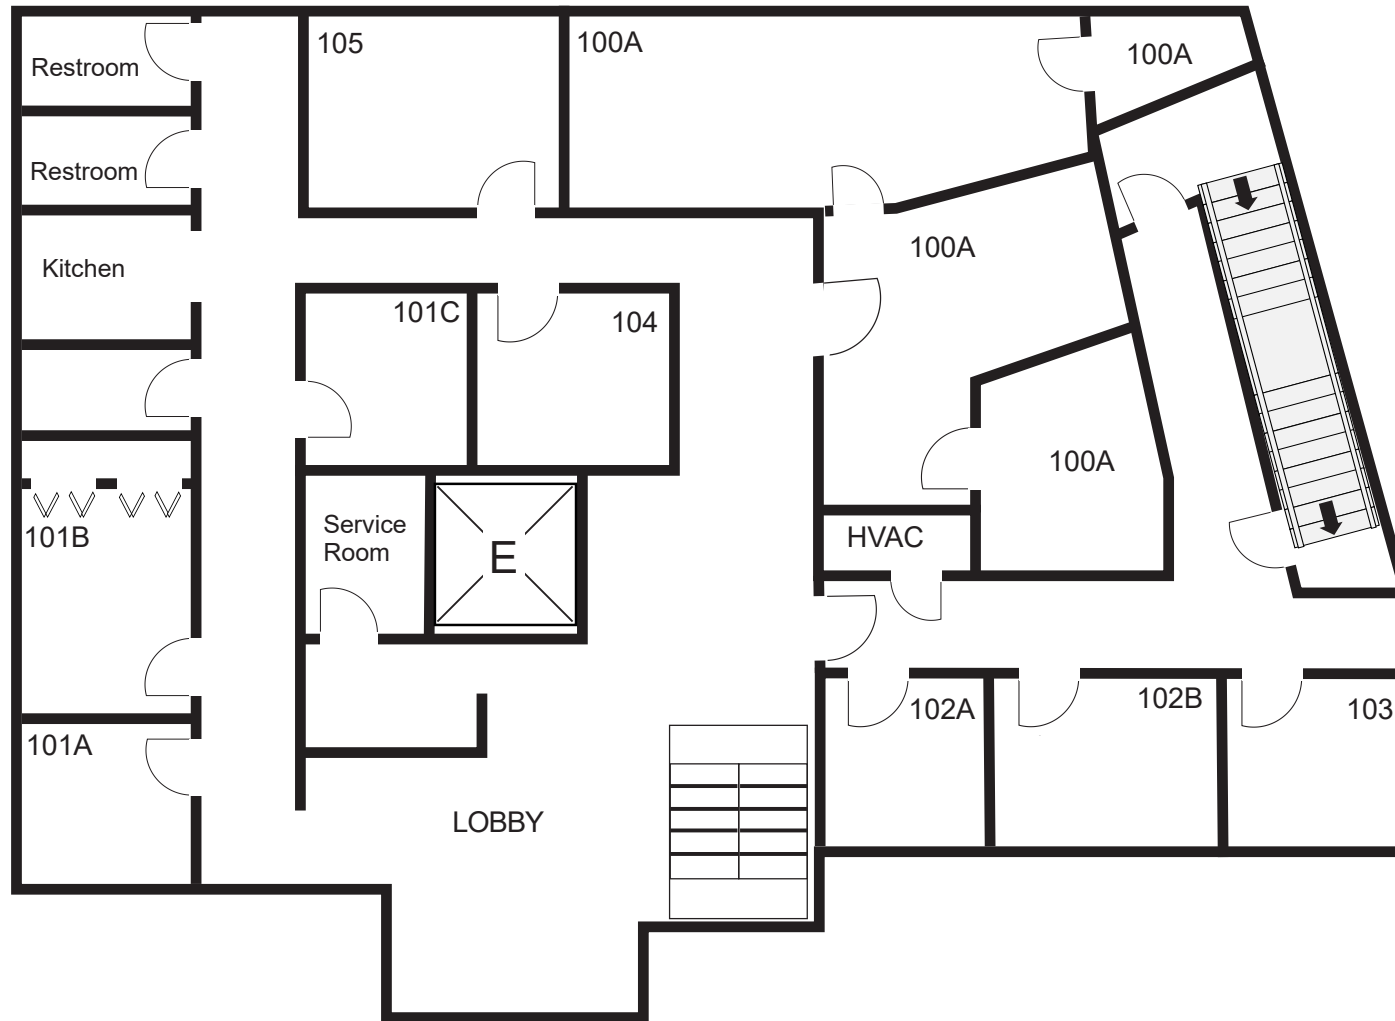 105
100A
100A
Restroom
Restroom
100A
Kitchen
101C
104
100A
101B
Service
Room
E
HVAC
102A
102B
103
101A
LOBBY